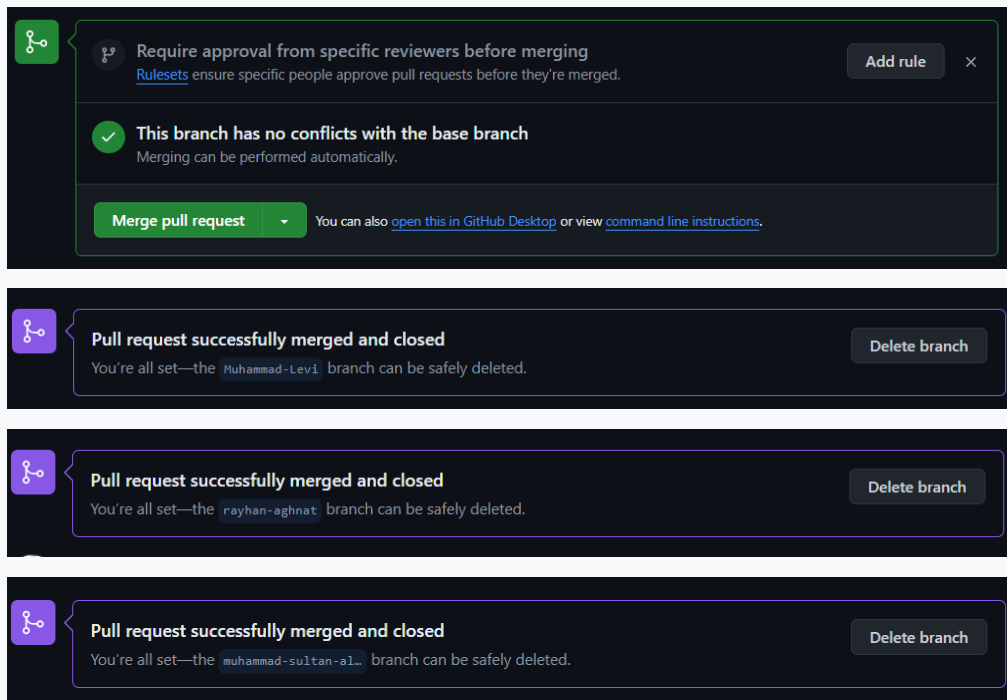 Require approval from specific reviewers before merging
Rulesets ensure specific people approve pull requests before they're merged.
Add rule
This branch has no conflicts with the base branch
Merging can be performed automatically.
Merge pull request
You can also open this in GitHub Desktop or view command line instructions.
Pull request successfully merged and closed
You're all set—the Muhammad-Levi branch can be safely deleted.
Delete branch
Pull request successfully merged and closed
You're all set—the rayhan-aghnat branch can be safely deleted.
Delete branch
Pull request successfully merged and closed
You're all set—the muhammad-sultan-al… branch can be safely deleted.
Delete branch